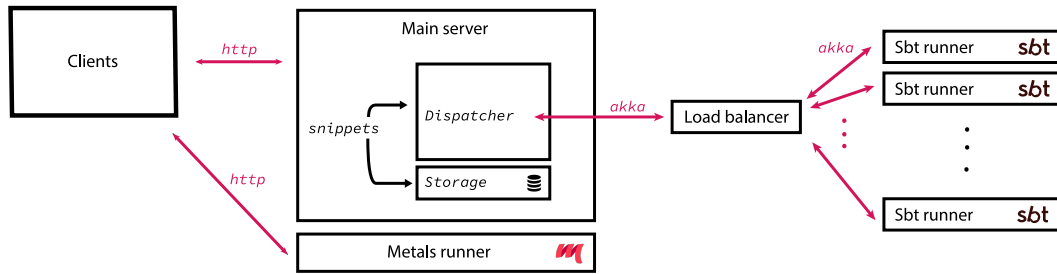 Clients
http
http
Main server
snippets
Dispatcher
Storage
Metals runner
akka
Load balancer
akka
Sbt runner sbt
Sbt runner sbt
Sbt runner sbt